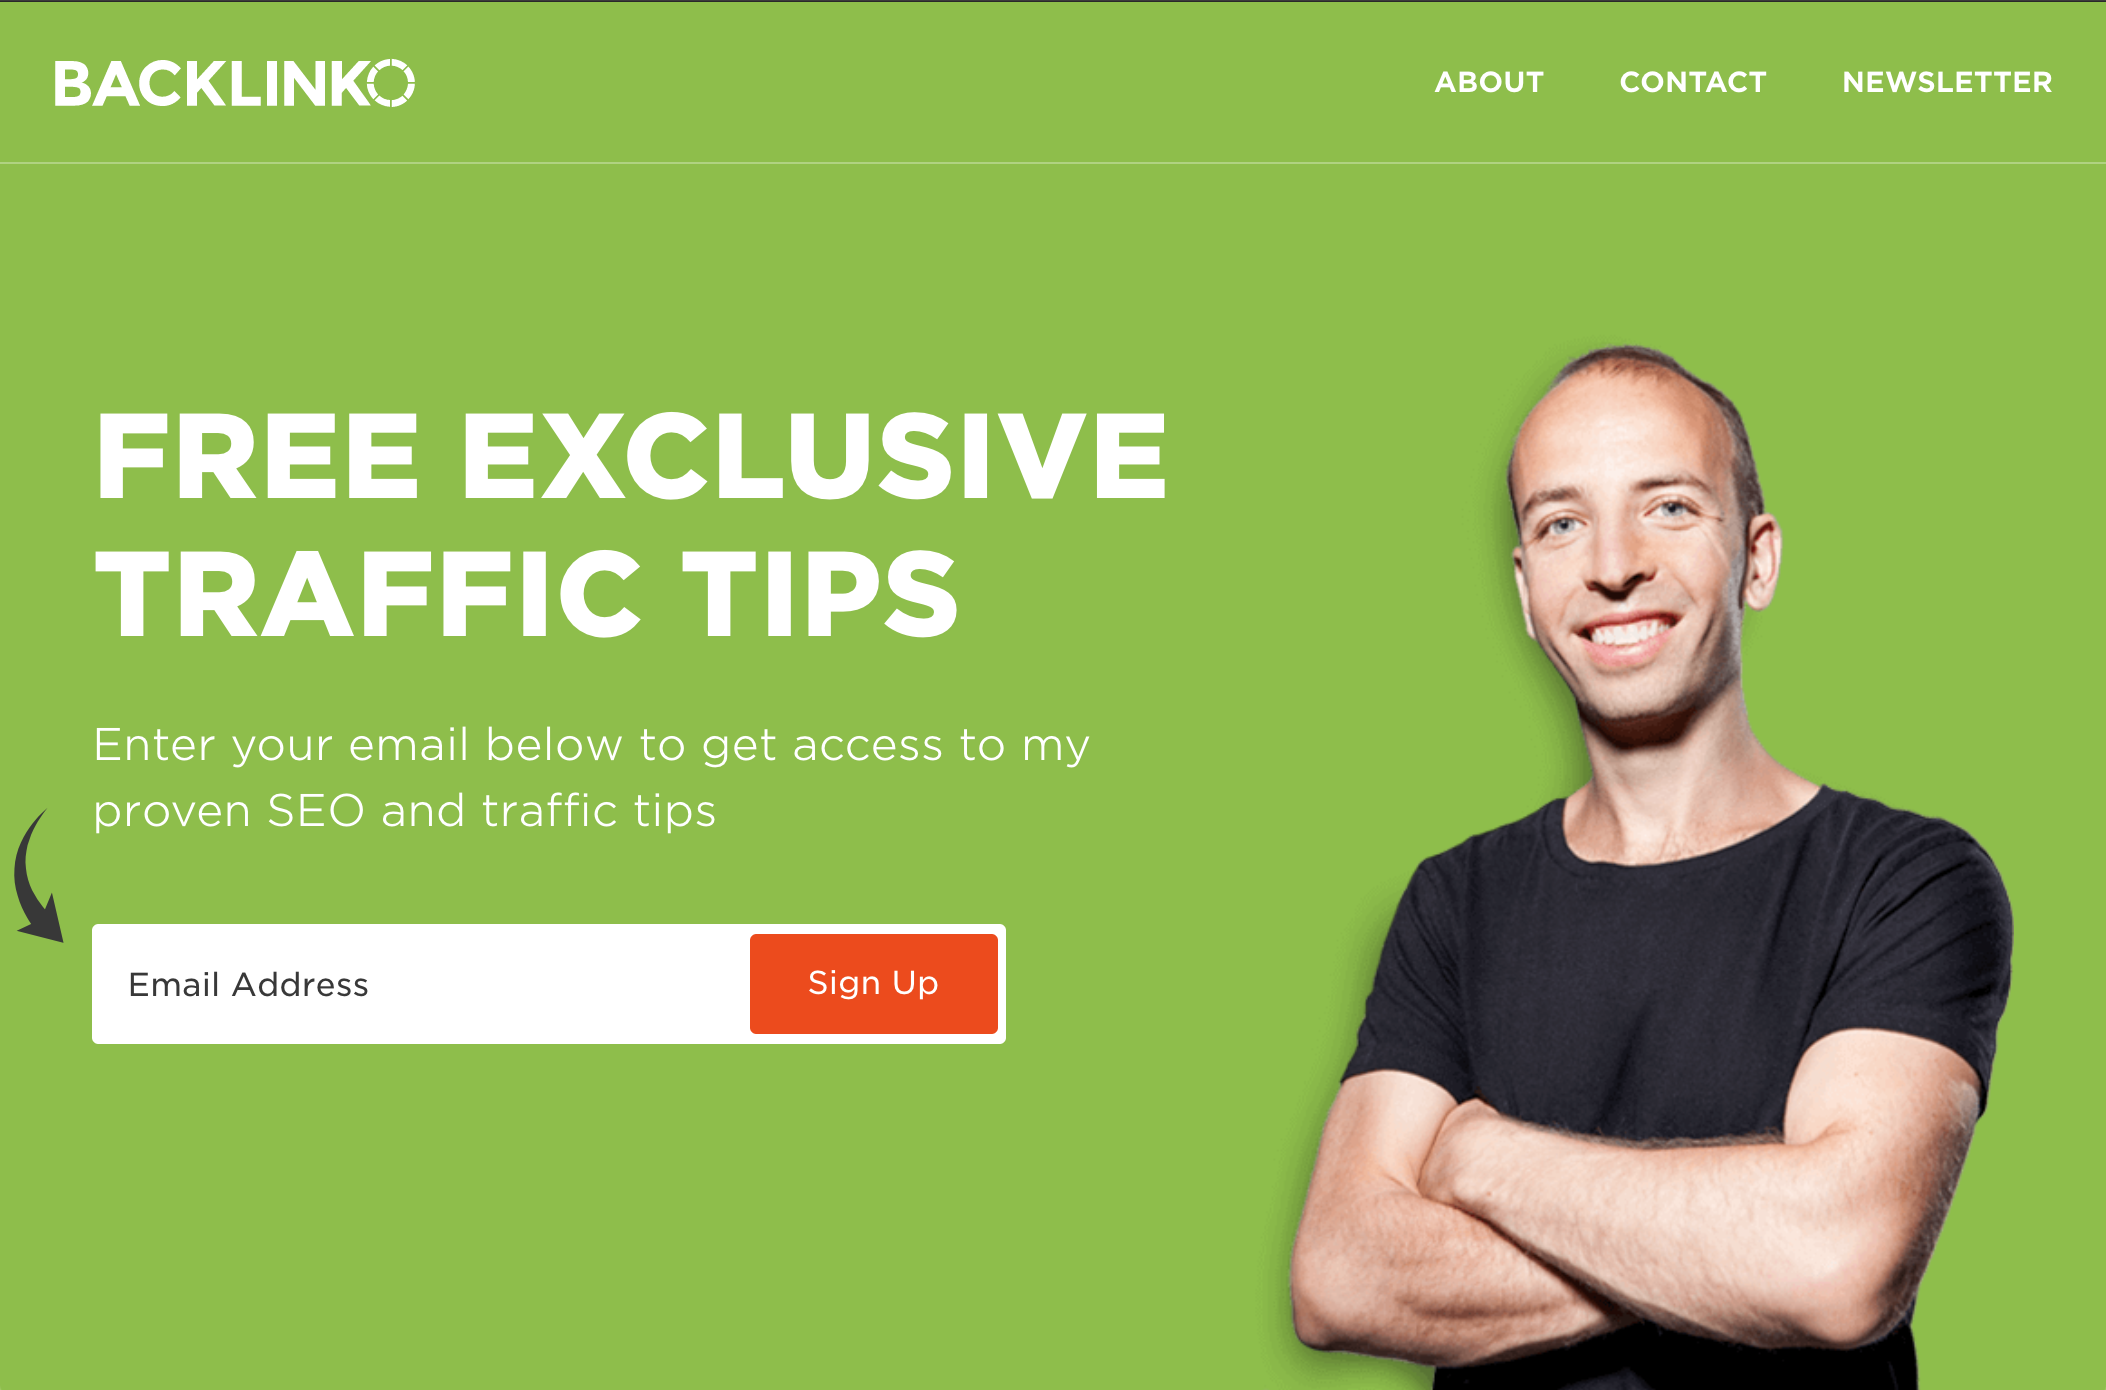 BACKLINKO
ABOUT CONTACT NEWSLETTER
FREE EXCLUSIVE
TRAFFIC TIPS
Enter your email below to get access to my
proven SEO and traffic tips
Email Address
Sign Up